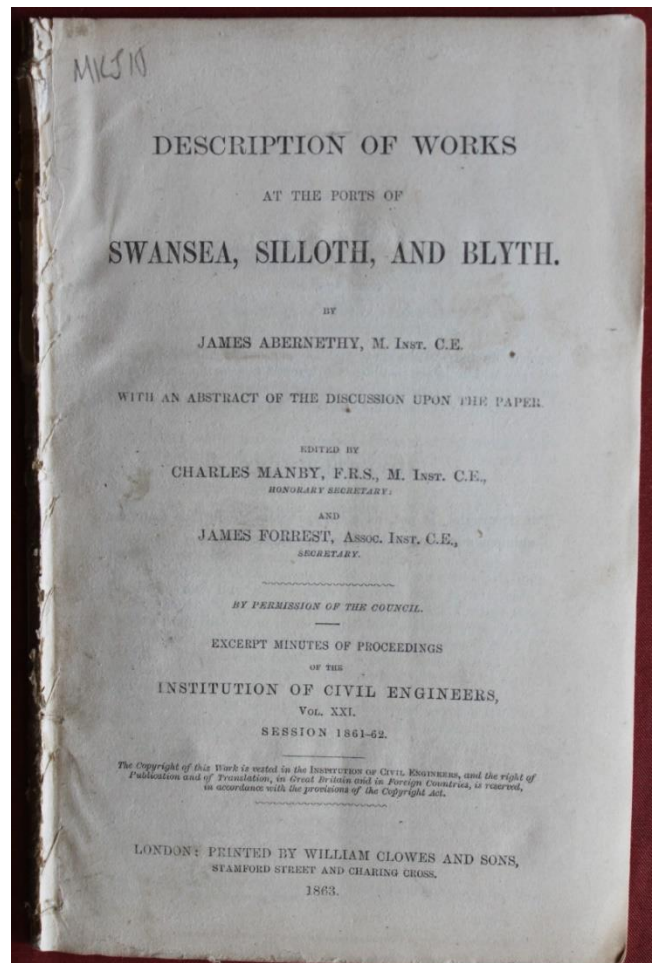 DESCRIPTION OF WORKS
AT THE PORTS OF
SWANSEA, SILLOTH, AND BLYTH.
BY
JAMES ABERNETHY, M. INST. C.E.
WITH AN ABSTRACT OF THE DISCUSSION UPON THE PAPER.
EDITED BY
CHARLES MANBY, F.R.S., M. INST. C.E.,
HONORARY SECRETARY:
AND
JAMES FORREST, ASSOC. INST. C.E.,
SECRETARY.
BY PERMISSION OF THE COUNCIL.
EXCERPT MINUTES OF PROCEEDINGS
OF THE
INSTITUTION OF CIVIL ENGINEERS,
VOL. XXI.
SESSION 1861-62.
The Copyright of this Work is vested in the INSTITUTION OF CIVIL ENGINEERS, and the right of
Publication and of Translation, in Great Britain and in Foreign Countries, is reserved,
in accordance with the provisions of the Copyright Act.
LONDON: PRINTED BY WILLIAM CLOWES AND SONS,
STAMFORD STREET AND CHARING CROSS.
1863.